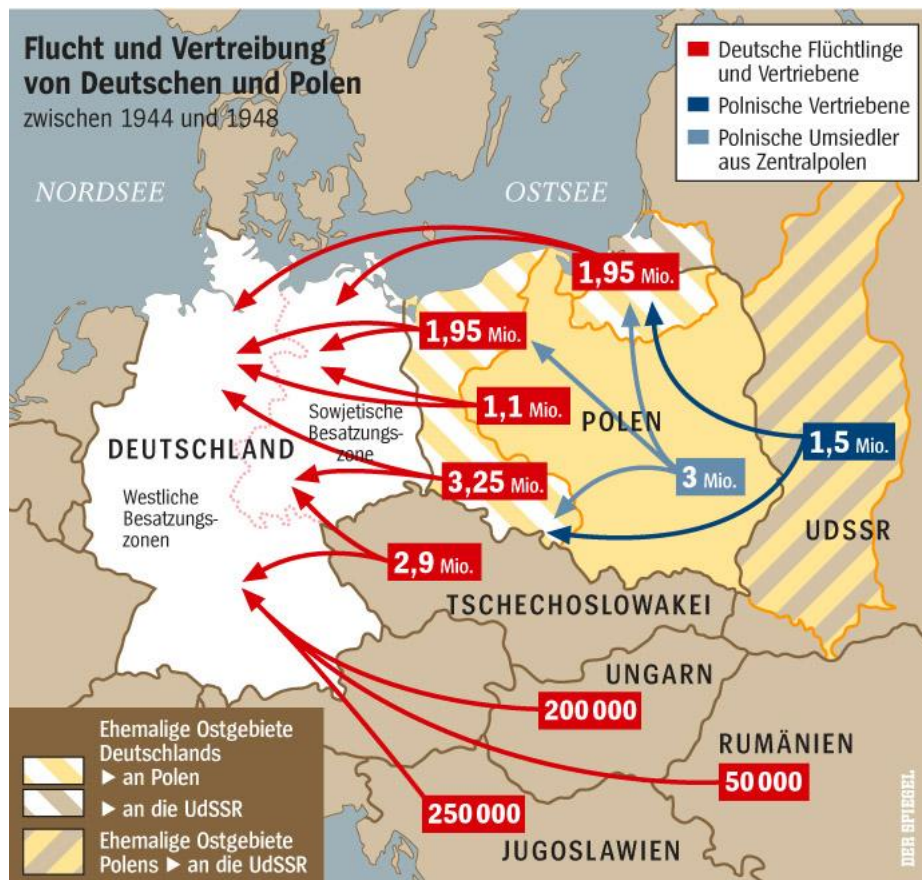 Flucht und Vertreibung
von Deutschen und Polen
zwischen 1944 und 1948
Deutsche Flüchtlinge
und Vertriebene
Polnische Vertriebene
Polnische Umsiedler
aus Zentralpolen
NORDSEE
OSTSEE
1,95 Mio.
1,95 Mio.
1,1 Mio.
POLEN
Sowjetische
Besatzungs-
zone
DEUTSCHLAND
1,5 Mio.
3,25 Mio.
3 Mio.
Westliche
Besatzungs-
zonen
UDSSR
2,9 Mio.
TSCHECHOSLOWAKEI
UNGARN
200 000
RUMÄNIEN
50 000
250 000
JUGOSLAWIEN
Ehemalige Ostgebiete
Deutschlands
▶ an Polen
▶ an die UdSSR
Ehemalige Ostgebiete
Polens ▶ an die UdSSR
DER SPIEGEL